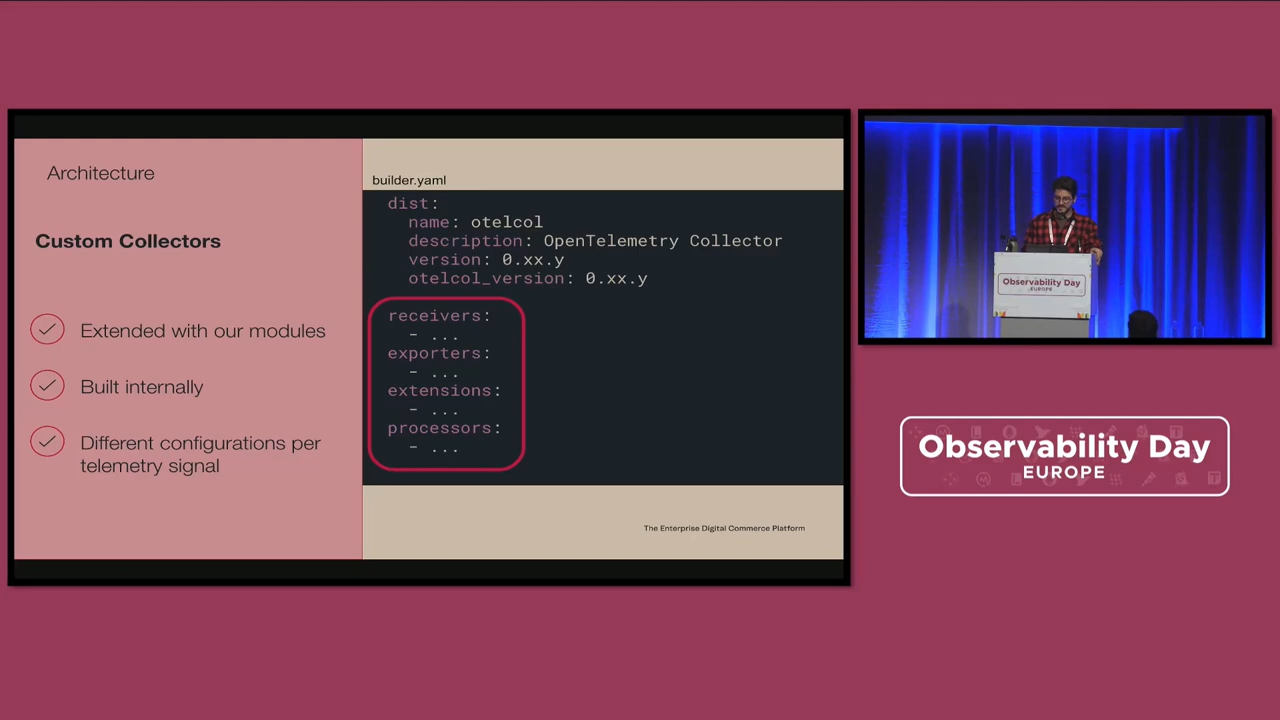 Architecture
Custom Collectors
Extended with our modules
Built internally
Different configurations per
telemetry signal
builder.yaml
dist:
name: otelcol
description: OpenTelemetry Collector
version: 0.xx.y
otelcol_version: 0.xx.y
receivers:
- ...
exporters:
- ...
extensions:
- ...
processors:
- ...
The Enterprise Digital Commerce Platform
Observability Day
EUROPE
Observability Day
EUROPE